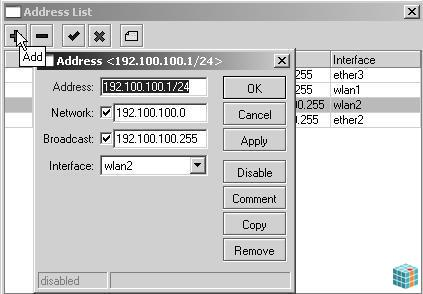 Address List
Add
Interface
255 ether3
255 wlan1
00.255 wlan2
.255 ether2
Address <192.100.100.1/24>
Address: 192.100.100.1/24
Network: 192.100.100.0
Broadcast: 192.100.100.255
Interface: wlan2
OK
Cancel
Apply
Disable
Comment
Copy
Remove
disabled